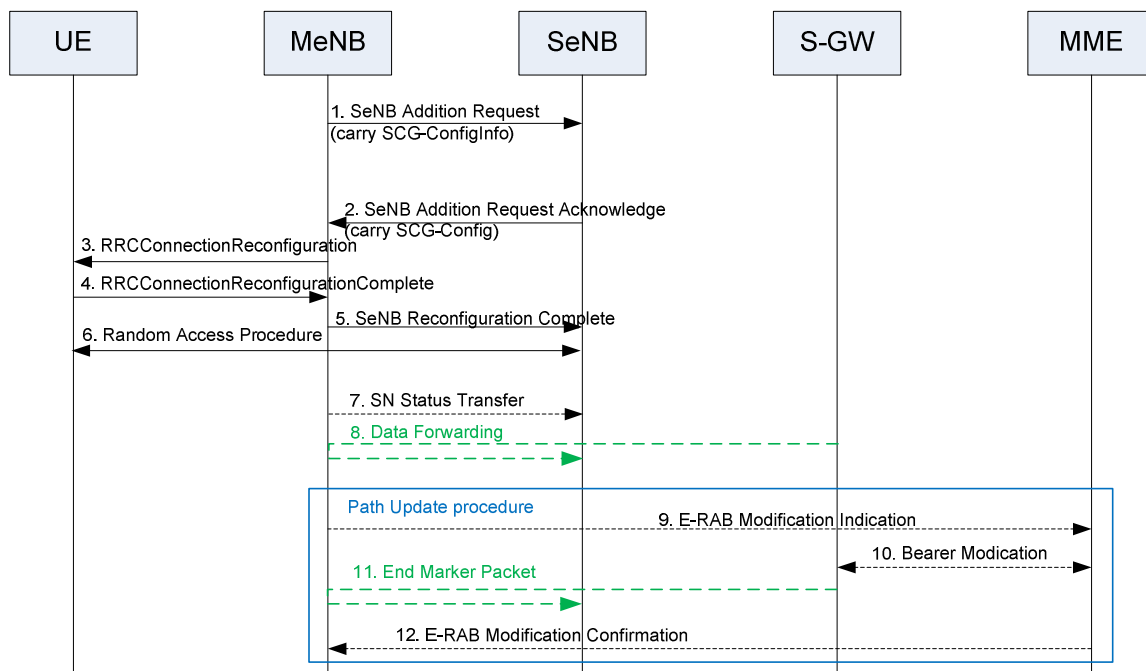 UE MeNB SeNB S-GW MME
1. SeNB Addition Request
(carry SCG-ConfigInfo)
2. SeNB Addition Request Acknowledge
(carry SCG-Config)
3. RRCConnectionReconfiguration
4. RRCConnectionReconfigurationComplete
5. SeNB Reconfiguration Complete
6. Random Access Procedure
7. SN Status Transfer
8. Data Forwarding
Path Update procedure
9. E-RAB Modification Indication
10. Bearer Modication
11. End Marker Packet
12. E-RAB Modification Confirmation